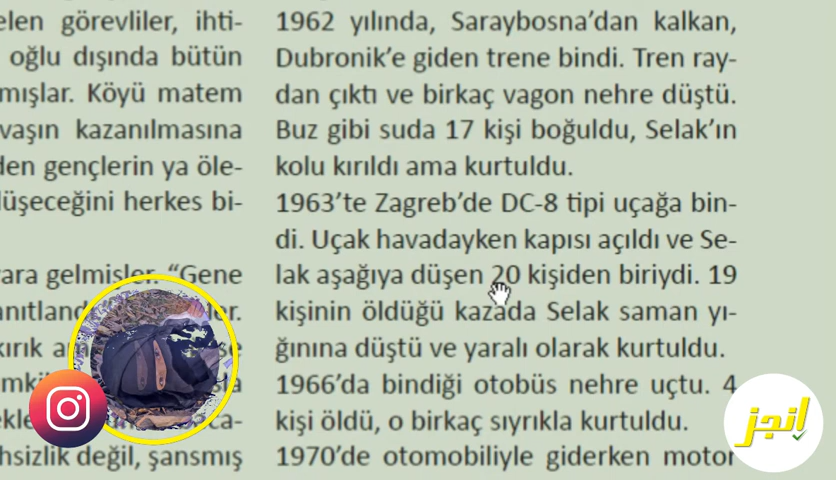 elen görevliler, ihti-
oğlu dışında bütün
mışlar. Köyü matem
vaşın kazanılmasına
den gençlerin ya öle-
lüşeceğini herkes bi-
ara gelmişler. “Gene
kırık
değil, şansmış
1962 yılında, Saraybosna’dan kalkan,
Dubronik’e giden trene bindi. Tren ray-
dan çıktı ve birkaç vagon nehre düştü.
Buz gibi suda 17 kişi boğuldu, Selak’ın
kolu kırıldı ama kurtuldu.
1963’te Zagreb’de DC-8 tipi uçağa bin-
di. Uçak havadayken kapısı açıldı ve Se-
lak aşağıya düşen 20 kişiden biriydi. 19
kişinin öldüğü kazada Selak saman yı-
ğınına düştü ve yaralı olarak kurtuldu.
1966’da bindiği otobüs nehre uçtu. 4
kişi öldü, o birkaç sıyrıkla kurtuldu.
1970’de otomobiliyle giderken motor
انجز